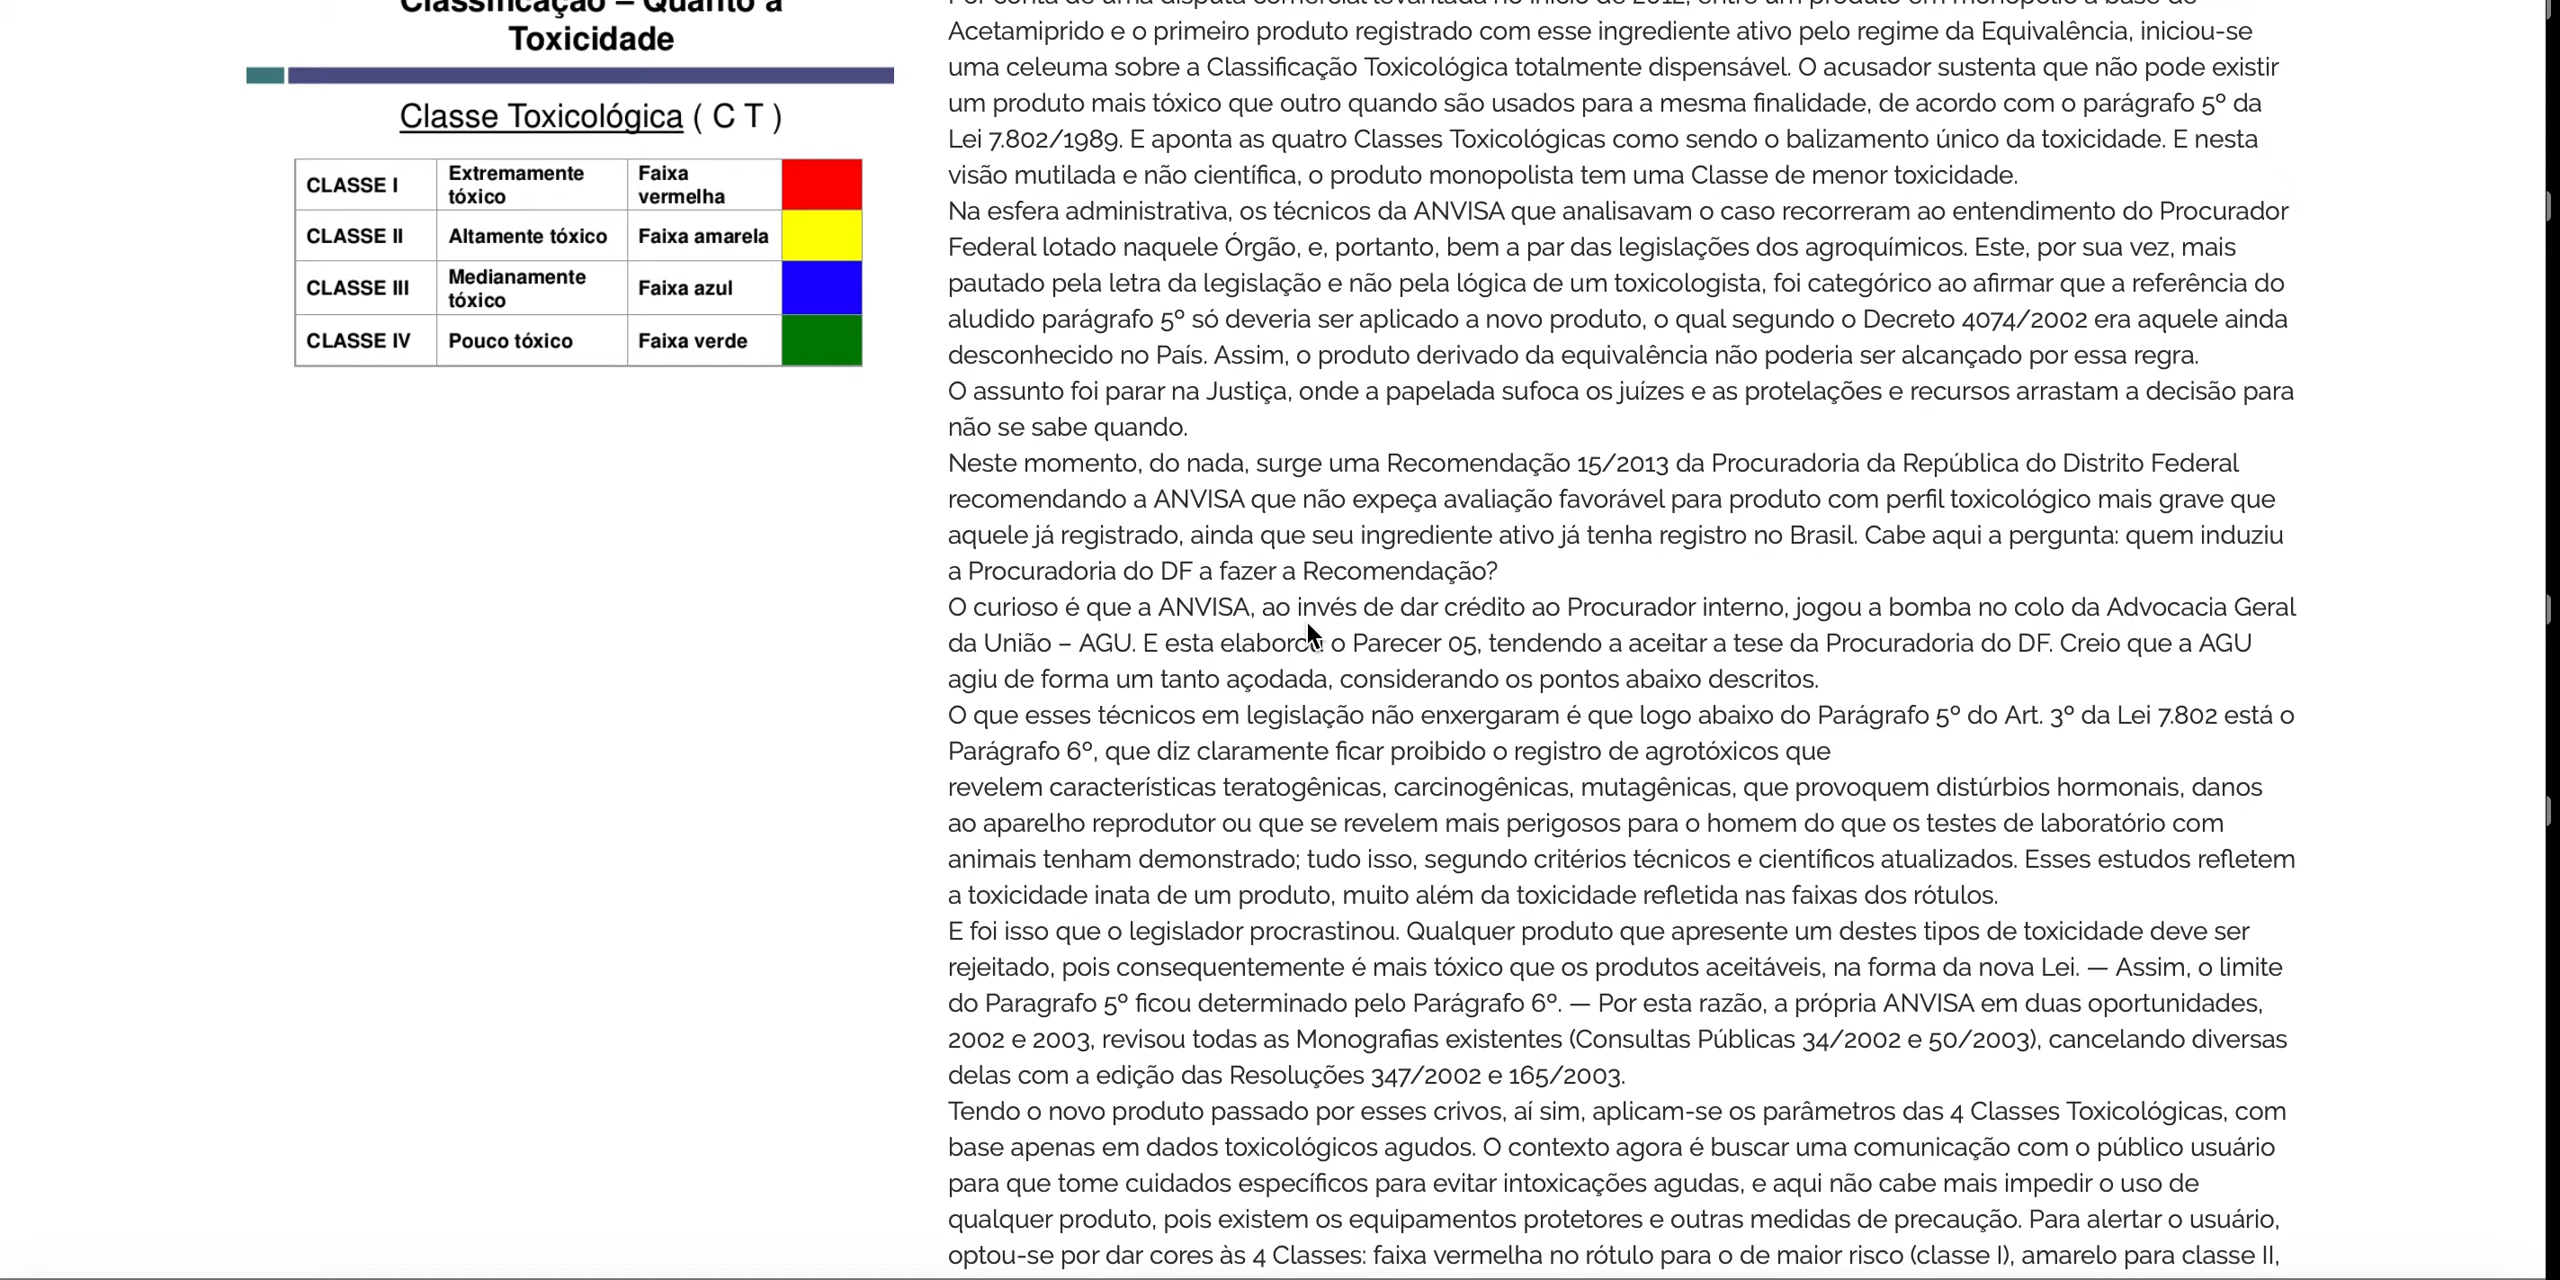 Classificação – Quanto a
Toxicidade
Classe Toxicológica ( C T )
CLASSE I Extremamente tóxico Faixa vermelha
CLASSE II Altamente tóxico Faixa amarela
CLASSE III Medianamente tóxico Faixa azul
CLASSE IV Pouco tóxico Faixa verde
Por conta de uma disputa comercial levantada no início de 2012, entre um produto em monopólio à base de
Acetamiprido e o primeiro produto registrado com esse ingrediente ativo pelo regime da Equivalência, iniciou-se
uma celeuma sobre a Classificação Toxicológica totalmente dispensável. O acusador sustenta que não pode existir
um produto mais tóxico que outro quando são usados para a mesma finalidade, de acordo com o parágrafo 5º da
Lei 7.802/1989. E aponta as quatro Classes Toxicológicas como sendo o balizamento único da toxicidade. E nesta
visão mutilada e não científica, o produto monopolista tem uma Classe de menor toxicidade.
Na esfera administrativa, os técnicos da ANVISA que analisavam o caso recorreram ao entendimento do Procurador
Federal lotado naquele Órgão, e, portanto, bem a par das legislações dos agroquímicos. Este, por sua vez, mais
pautado pela letra da legislação e não pela lógica de um toxicologista, foi categórico ao afirmar que a referência do
aludido parágrafo 5º só deveria ser aplicado a novo produto, o qual segundo o Decreto 4074/2002 era aquele ainda
desconhecido no País. Assim, o produto derivado da equivalência não poderia ser alcançado por essa regra.
O assunto foi parar na Justiça, onde a papelada sufoca os juízes e as protelações e recursos arrastam a decisão para
não se sabe quando.
Neste momento, do nada, surge uma Recomendação 15/2013 da Procuradoria da República do Distrito Federal
recomendando a ANVISA que não expeça avaliação favorável para produto com perfil toxicológico mais grave que
aquele já registrado, ainda que seu ingrediente ativo já tenha registro no Brasil. Cabe aqui a pergunta: quem induziu
a Procuradoria do DF a fazer a Recomendação?
O curioso é que a ANVISA, ao invés de dar crédito ao Procurador interno, jogou a bomba no colo da Advocacia Geral
da União – AGU. E esta elaborou o Parecer 05, tendendo a aceitar a tese da Procuradoria do DF. Creio que a AGU
agiu de forma um tanto açodada, considerando os pontos abaixo descritos.
O que esses técnicos em legislação não enxergaram é que logo abaixo do Parágrafo 5º do Art. 3º da Lei 7.802 está o
Parágrafo 6º, que diz claramente ficar proibido o registro de agrotóxicos que
revelem características teratogênicas, carcinogênicas, mutagênicas, que provoquem distúrbios hormonais, danos
ao aparelho reprodutor ou que se revelem mais perigosos para o homem do que os testes de laboratório com
animais tenham demonstrado; tudo isso, segundo critérios técnicos e científicos atualizados. Esses estudos refletem
a toxicidade inata de um produto, muito além da toxicidade refletida nas faixas dos rótulos.
E foi isso que o legislador procrastinou. Qualquer produto que apresente um destes tipos de toxicidade deve ser
rejeitado, pois consequentemente é mais tóxico que os produtos aceitáveis, na forma da nova Lei. — Assim, o limite
do Paragrafo 5º ficou determinado pelo Parágrafo 6º. — Por esta razão, a própria ANVISA em duas oportunidades,
2002 e 2003, revisou todas as Monografias existentes (Consultas Públicas 34/2002 e 50/2003), cancelando diversas
delas com a edição das Resoluções 347/2002 e 165/2003.
Tendo o novo produto passado por esses crivos, aí sim, aplicam-se os parâmetros das 4 Classes Toxicológicas, com
base apenas em dados toxicológicos agudos. O contexto agora é buscar uma comunicação com o público usuário
para que tome cuidados específicos para evitar intoxicações agudas, e aqui não cabe mais impedir o uso de
qualquer produto, pois existem os equipamentos protetores e outras medidas de precaução. Para alertar o usuário,
optou-se por dar cores às 4 Classes: faixa vermelha no rótulo para o de maior risco (classe I), amarelo para classe II,